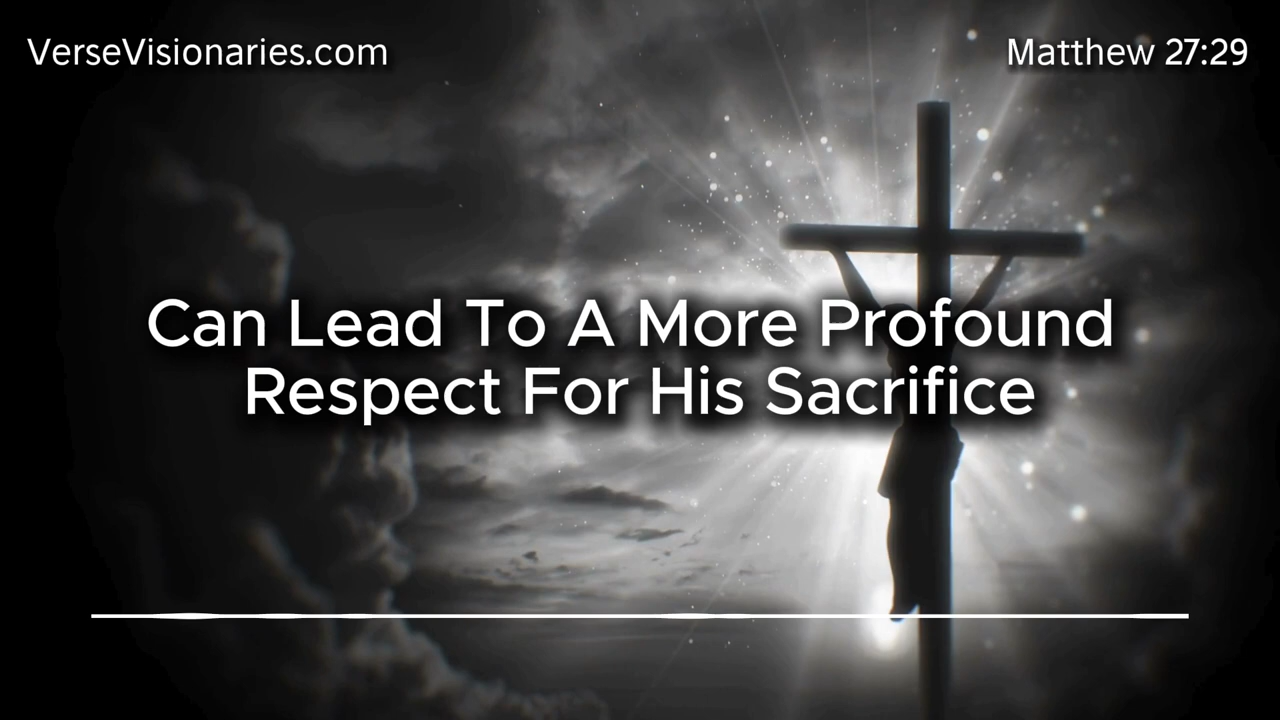 VerseVisionaries.com
Matthew 27:29
Can Lead To A More Profound
Respect For His Sacrifice